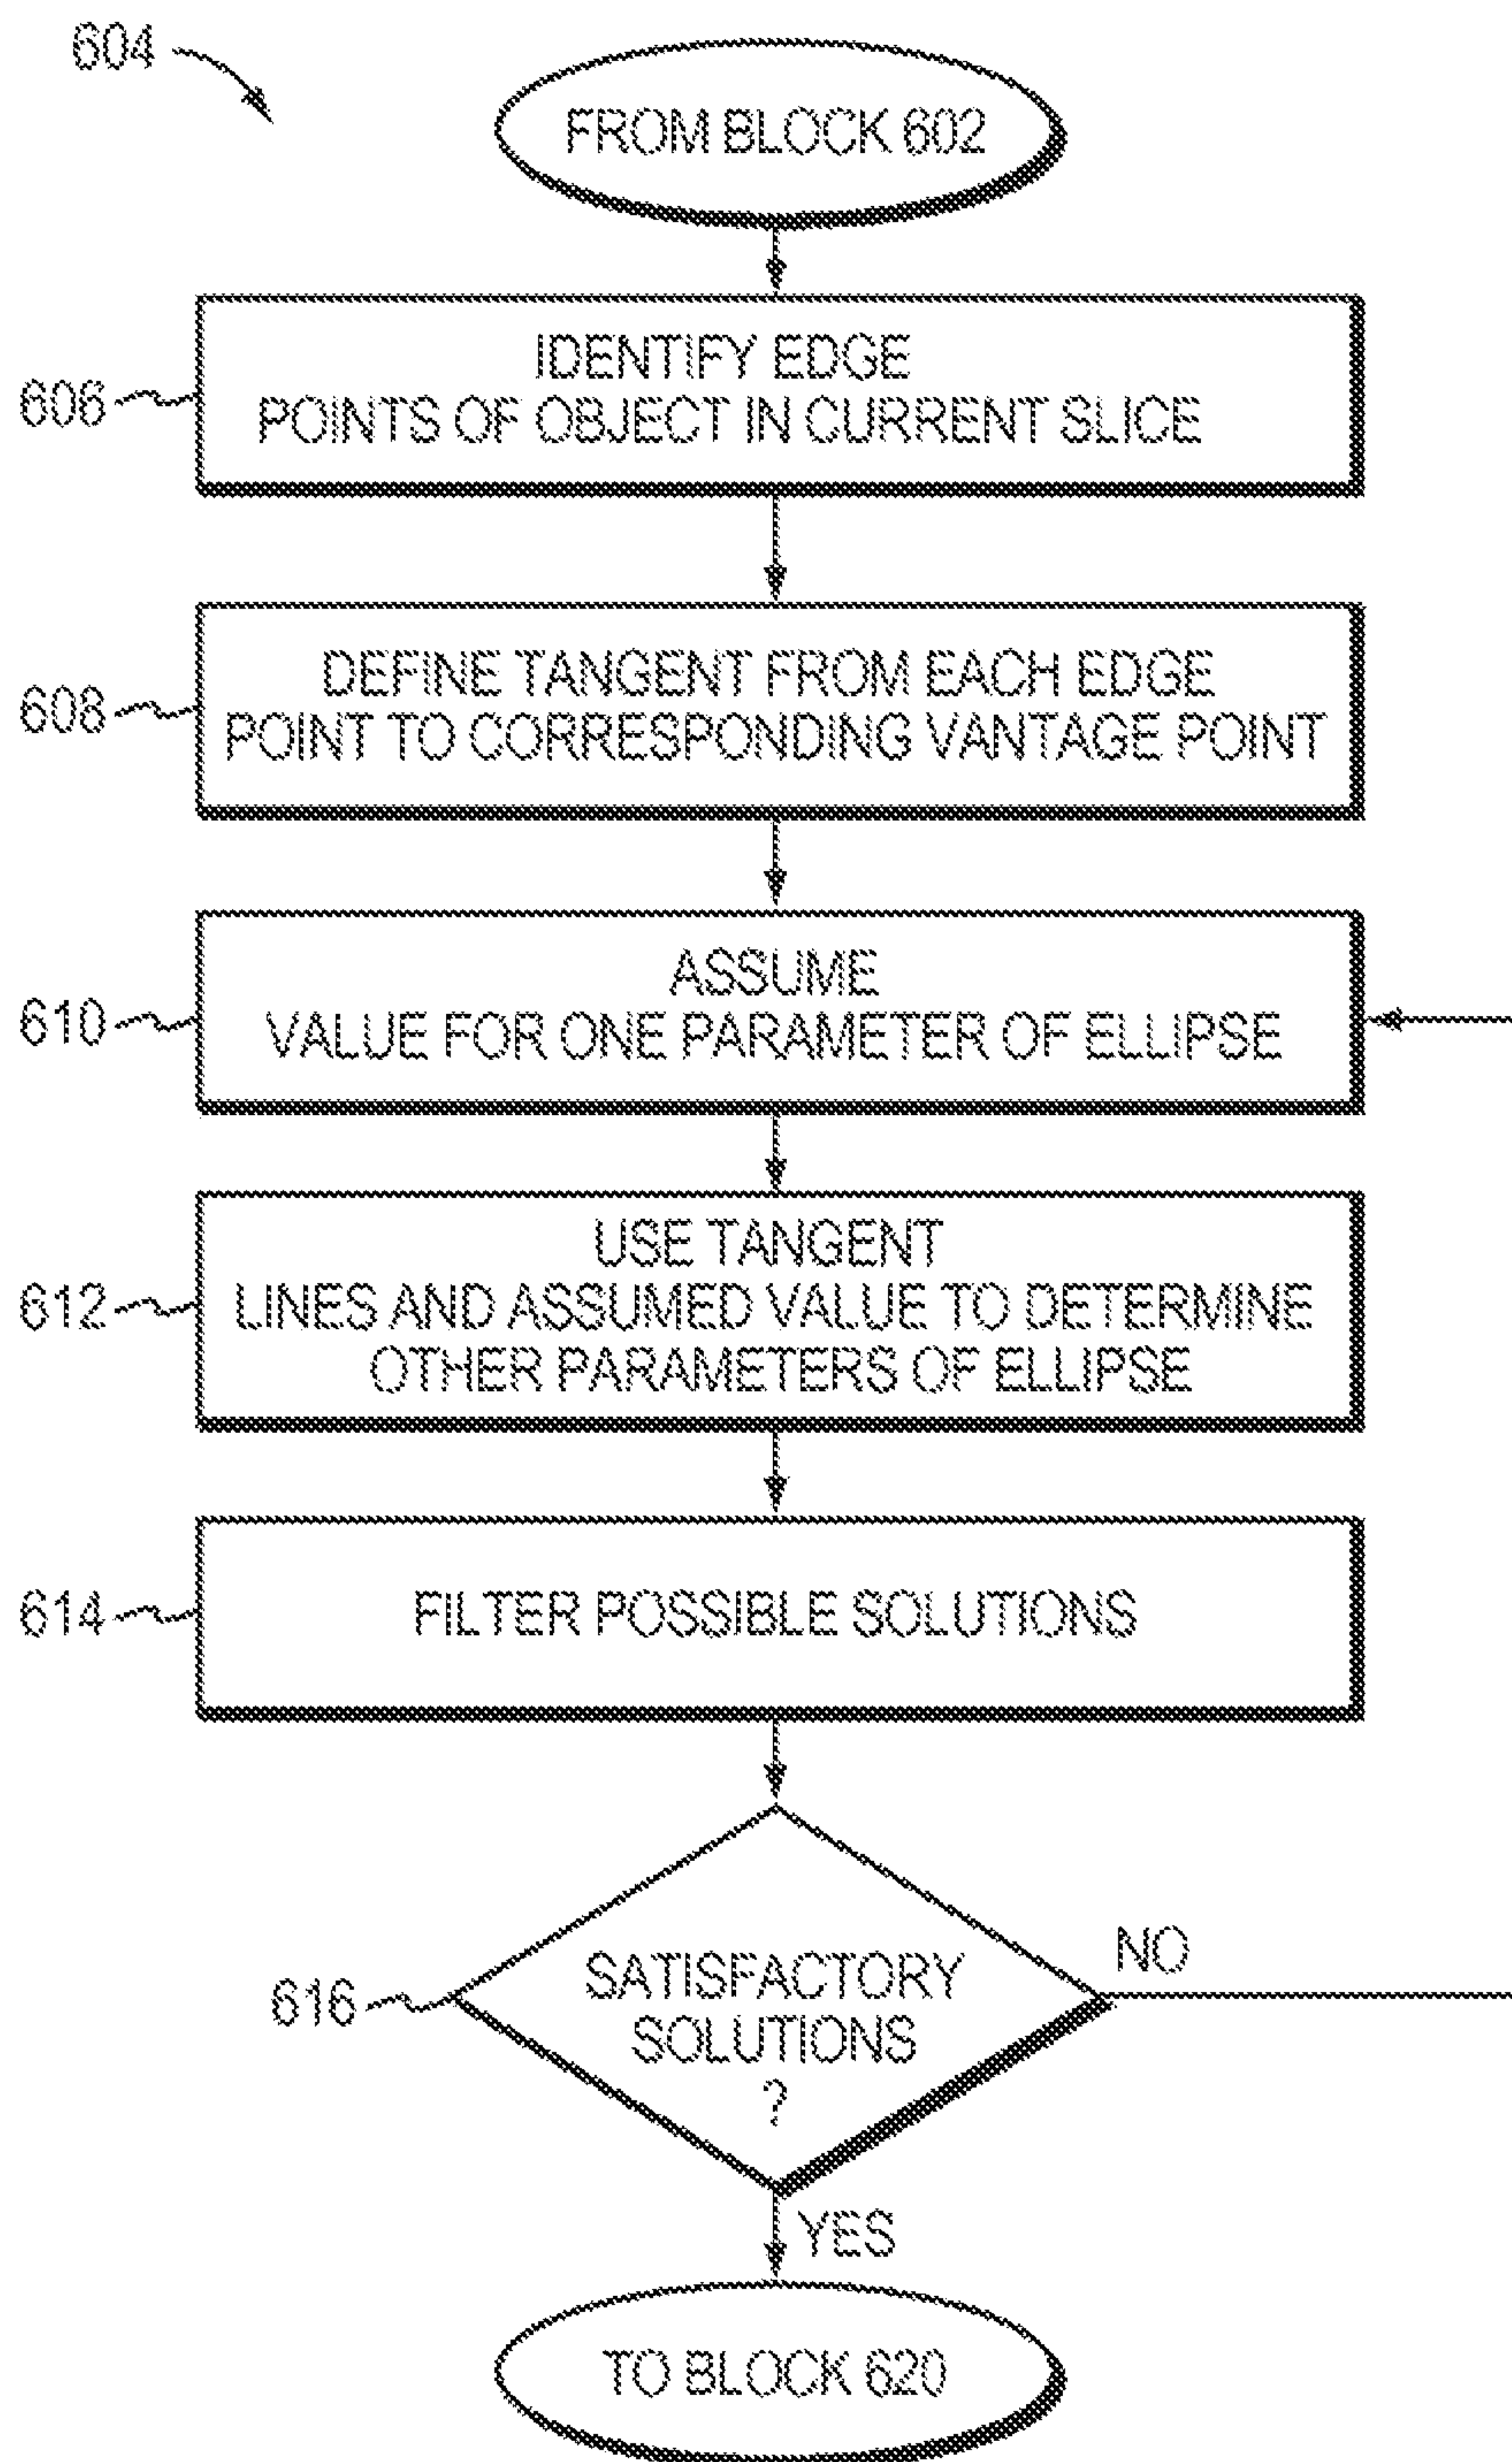 604
FROM BLOCK 602
606
IDENTIFY EDGE
POINTS OF OBJECT IN CURRENT SLICE
608
DEFINE TANGENT FROM EACH EDGE
POINT TO CORRESPONDING VANTAGE POINT
610
ASSUME
VALUE FOR ONE PARAMETER OF ELLIPSE
612
USE TANGENT
LINES AND ASSUMED VALUE TO DETERMINE
OTHER PARAMETERS OF ELLIPSE
614
FILTER POSSIBLE SOLUTIONS
616
SATISFACTORY
SOLUTIONS
?
NO
YES
TO BLOCK 620